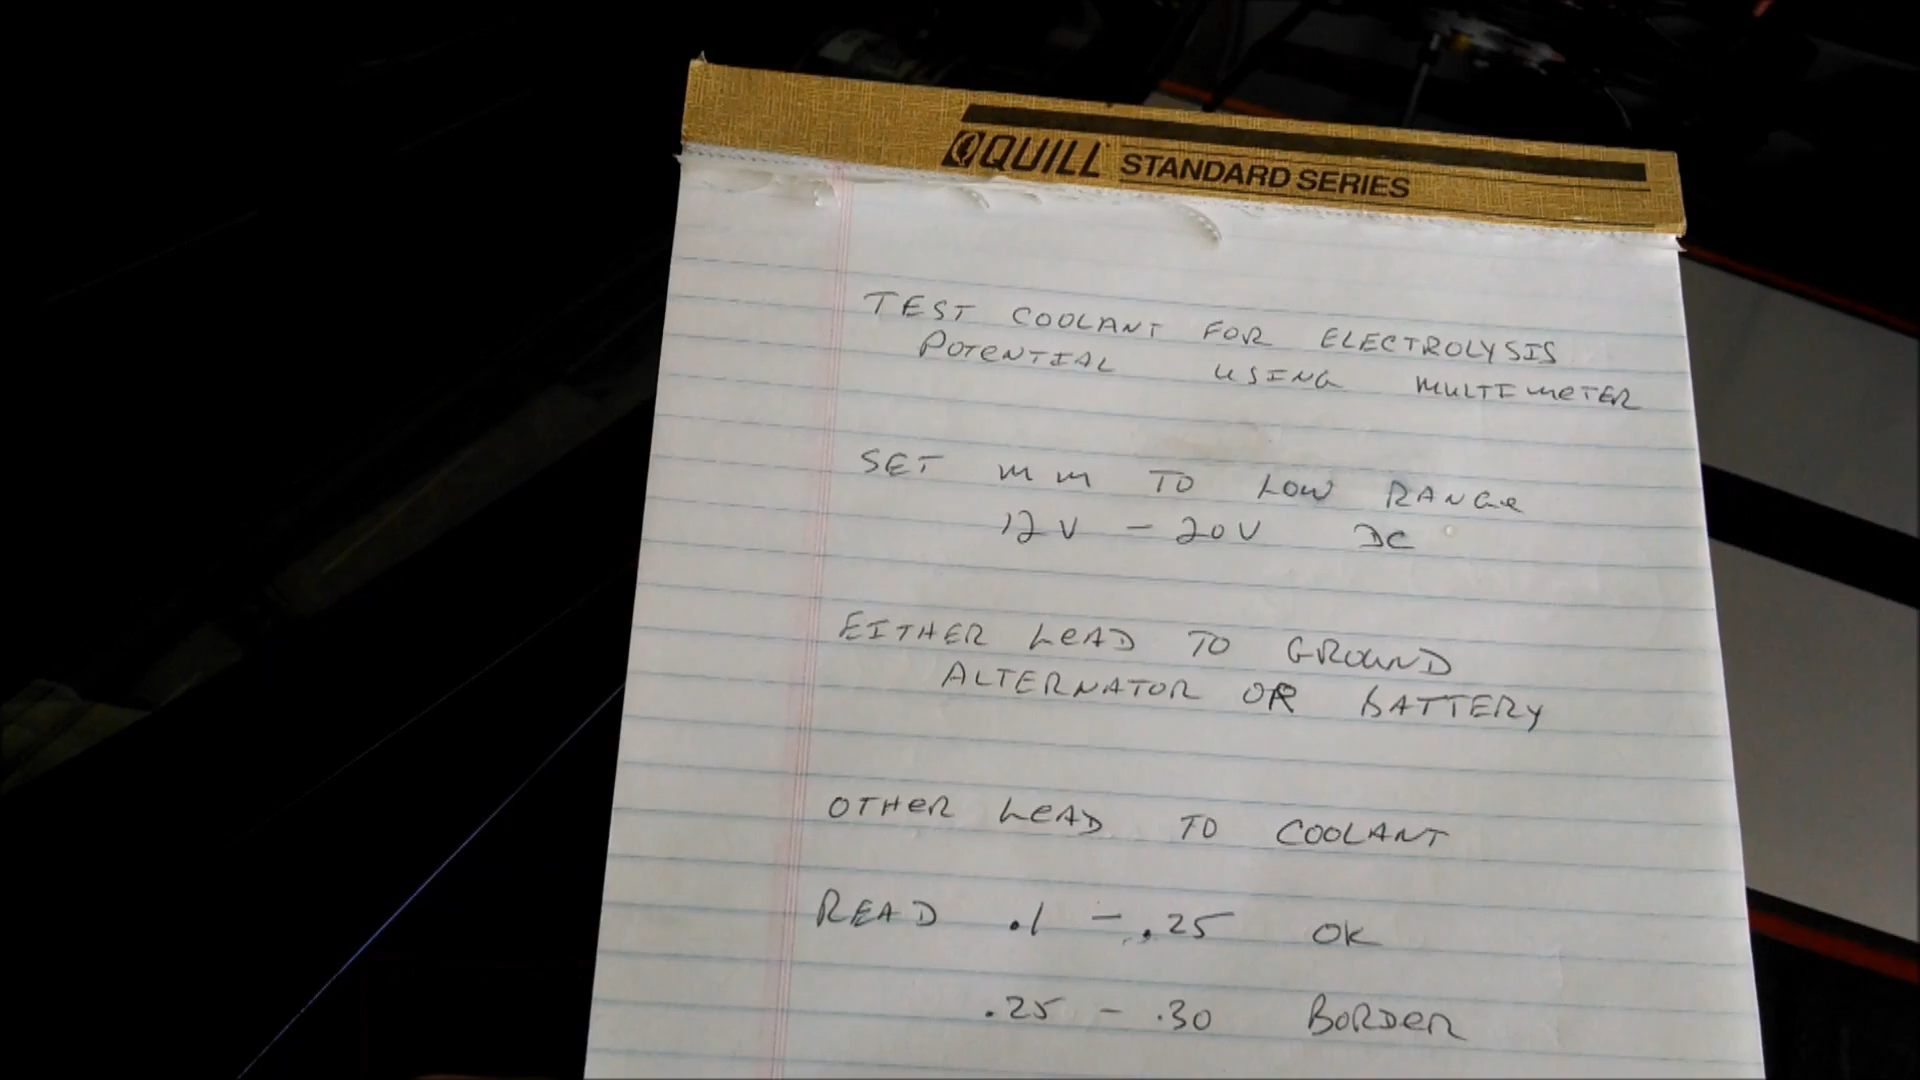 QUILL STANDARD SERIES
TEST COOLANT FOR ELECTROLYSIS
POTENTIAL USING MULTIMETER
SET MM TO LOW RANGE
12V - 20V DC
EITHER LEAD TO GROUND
ALTERNATOR OR BATTERY
OTHER LEAD TO COOLANT
READ .1 - .25 OK
.25 - .30 BORDER